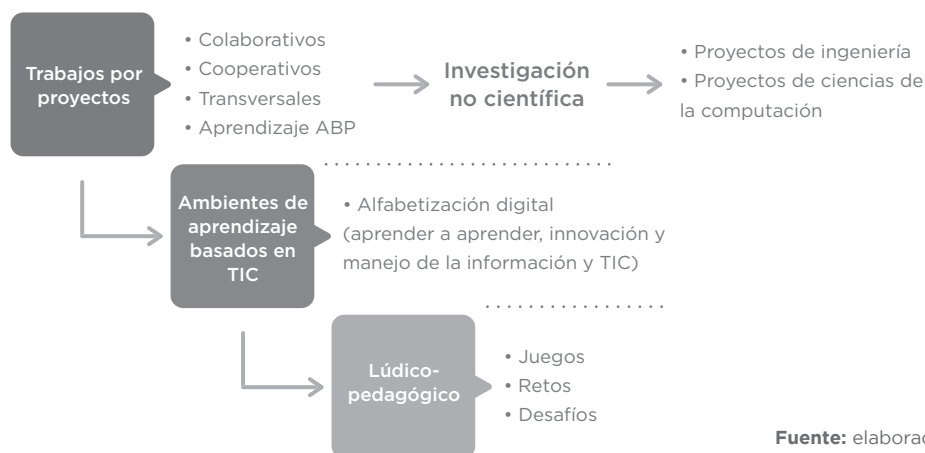 Trabajos por
proyectos
• Colaborativos
• Cooperativos
• Transversales
• Aprendizaje ABP
Investigación
no científica
• Proyectos de ingeniería
• Proyectos de ciencias de
la computación
Ambientes de
aprendizaje
basados en
TIC
• Alfabetización digital
(aprender a aprender, innovación y
manejo de la información y TIC)
Lúdico-
pedagógico
• Juegos
• Retos
• Desafíos
Fuente: